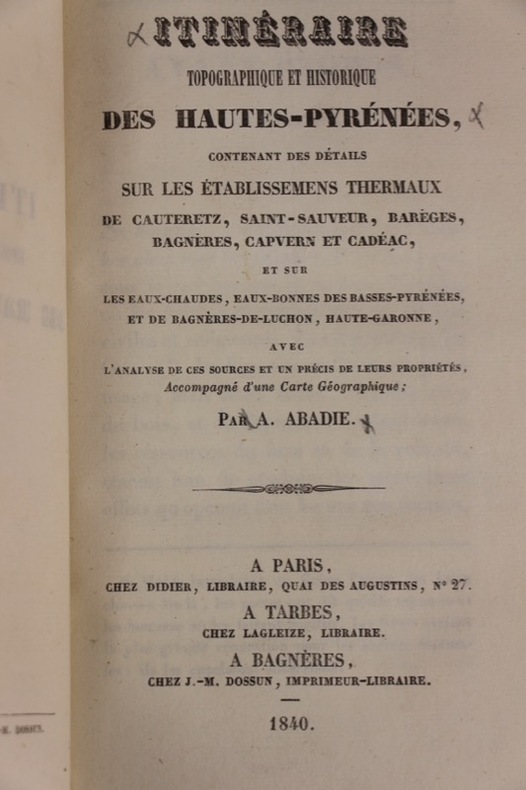 ITINÉRAIRE
TOPOGRAPHIQUE ET HISTORIQUE
DES HAUTES-PYRÉNÉES,
CONTENANT DES DÉTAILS
SUR LES ÉTABLISSEMENS THERMAUX
DE CAUTERETZ, SAINT-SAUVEUR, BARÈGES,
BAGNÈRES, CAPVERN ET CADÉAC,
ET SUR
LES EAUX-CHAUDES, EAUX-BONNES DES BASSES-PYRÉNÉES,
ET DE BAGNÈRES-DE-LUCHON, HAUTE-GARONNE,
AVEC
L'ANALYSE DE CES SOURCES ET UN PRÉCIS DE LEURS PROPRIÉTÉS,
Accompagné d'une Carte Géographique;
PAR A. ABADIE.
A PARIS,
CHEZ DIDIER, LIBRAIRE, QUAI DES AUGUSTINS, N° 27.
A TARBES,
CHEZ LAGLEIZE, LIBRAIRE.
A BAGNÈRES,
CHEZ J.-M. DOSSUN, IMPRIMEUR-LIBRAIRE.
1840.